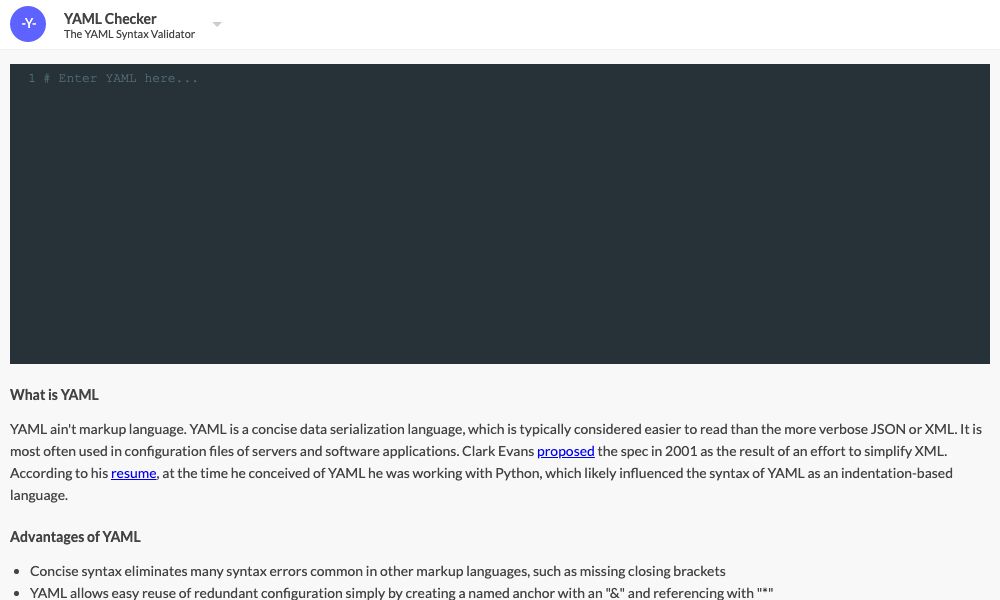 -Y-
YAML Checker
The YAML Syntax Validator
1 # Enter YAML here...
What is YAML
YAML ain't markup language. YAML is a concise data serialization language, which is typically considered easier to read than the more verbose JSON or XML. It is
most often used in configuration files of servers and software applications. Clark Evans proposed the spec in 2001 as the result of an effort to simplify XML.
According to his resume, at the time he conceived of YAML he was working with Python, which likely influenced the syntax of YAML as an indentation-based
language.
Advantages of YAML
• Concise syntax eliminates many syntax errors common in other markup languages, such as missing closing brackets
• YAML allows easy reuse of redundant configuration simply by creating a named anchor with an "&" and referencing with "*"